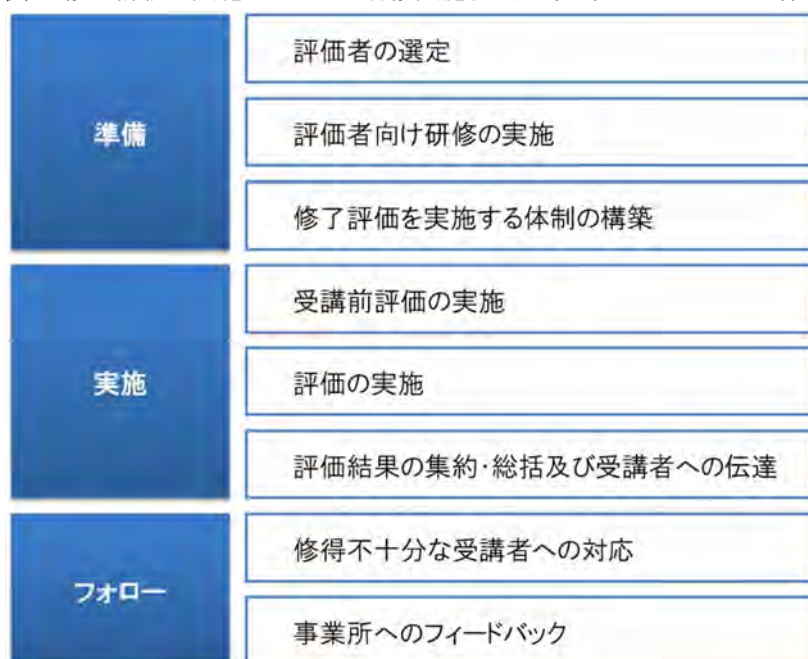 準備
評価者の選定
評価者向け研修の実施
修了評価を実施する体制の構築
実施
受講前評価の実施
評価の実施
評価結果の集約・総括及び受講者への伝達
フォロー
修得不十分な受講者への対応
事業所へのフィードバック